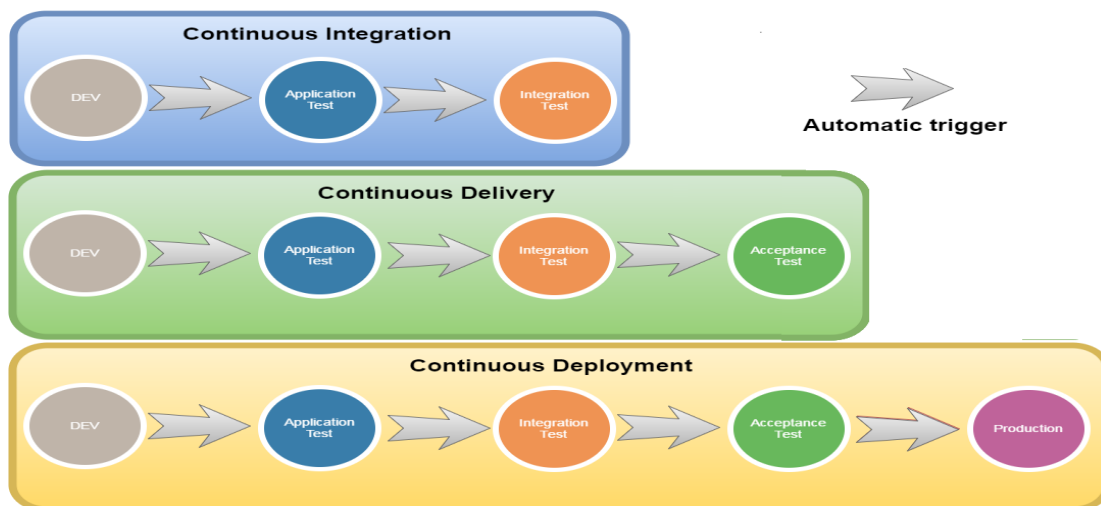 Continuous Integration
DEV
Application
Test
Integration
Test
Automatic trigger
Continuous Delivery
DEV
Application
Test
Integration
Test
Acceptance
Test
Continuous Deployment
DEV
Application
Test
Integration
Test
Acceptance
Test
Production